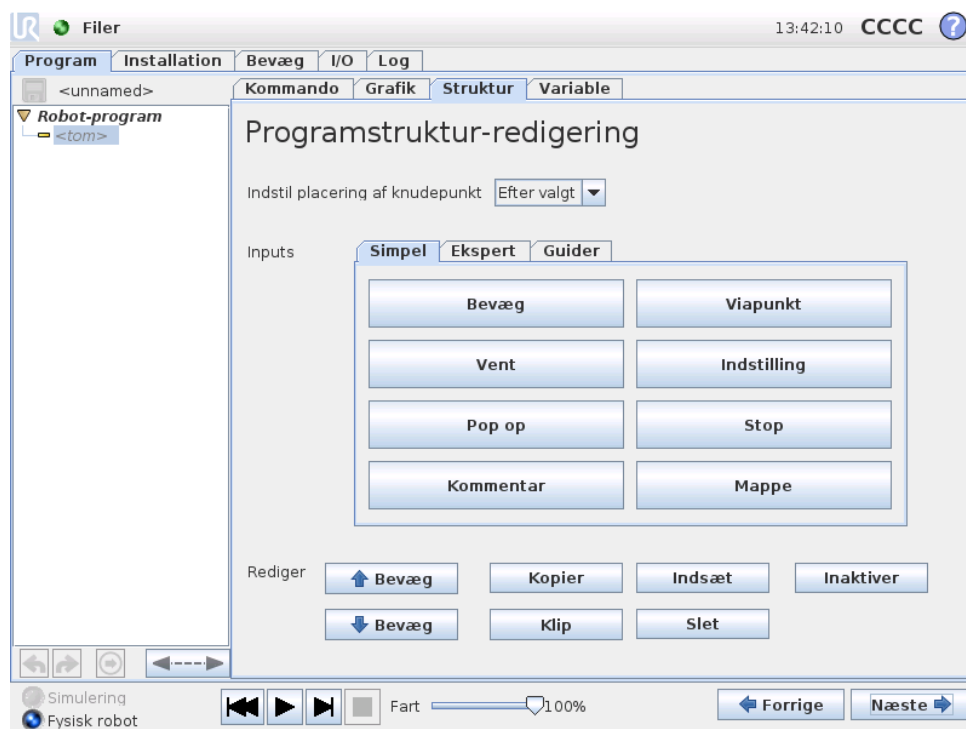 UR Filer 13:42:10 CCCC ?
Program Installation Bevæg I/O Log
<unnamed> Kommando Grafik Struktur Variable
Robot-program
<tom>
Programstruktur-redigering
Indstil placering af knudepunkt Efter valgt
Inputs Simpel Ekspert Guider
Bevæg Viapunkt
Vent Indstilling
Pop op Stop
Kommentar Mappe
Rediger Bevæg Kopier Indsæt Inaktiver
Bevæg Klip Slet
Simulering
Fysisk robot
Fart 100%
Forrige Næste